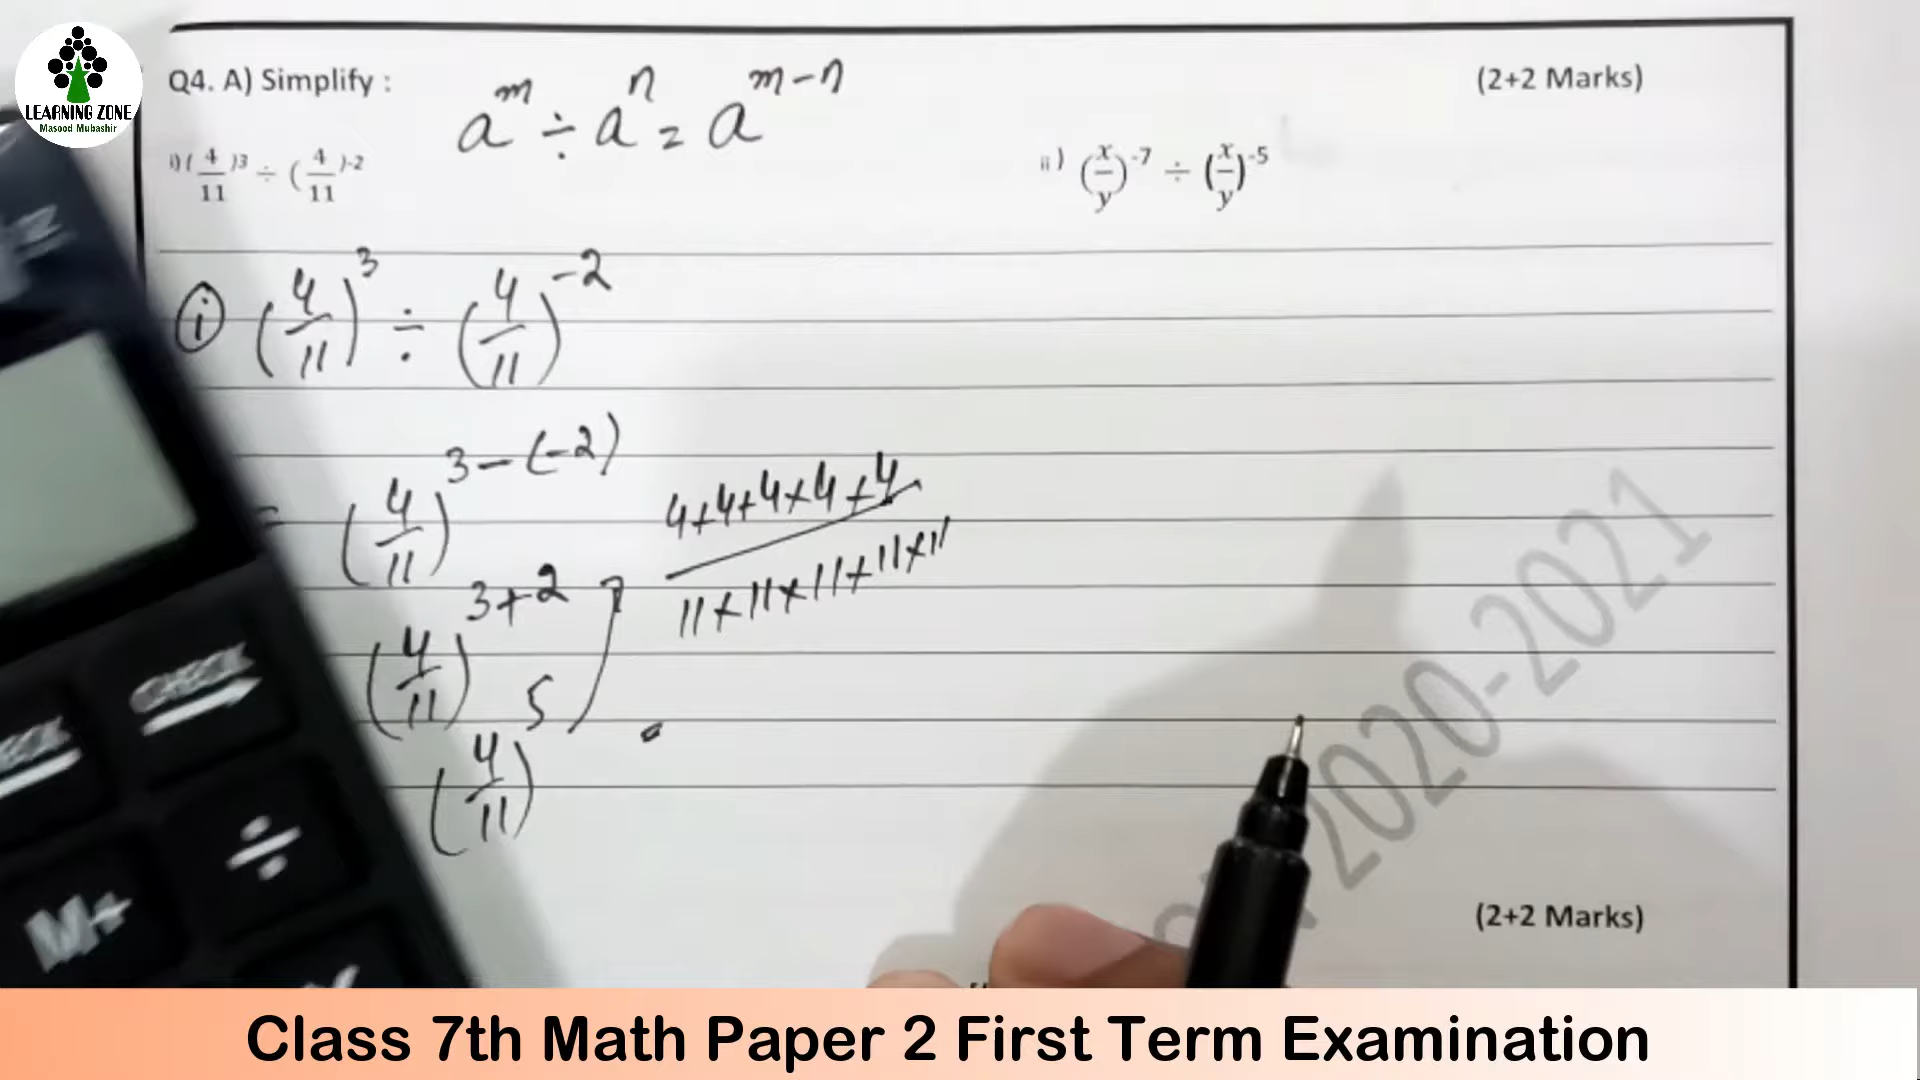 LEARNING ZONE
Masood Mubashir
Q4. A) Simplify :
(2+2 Marks)
a^m ÷ a^n = a^m-n
i) (4/11)3 ÷ (4/11)-2
ii) (x/y)-7 ÷ (x/y)-5
i (4/11)^3 ÷ (4/11)^-2
= (4/11)^3-(-2)
4×4×4×4×4
11×11×11×11×11
(4/11)^3+2
(4/11)^5
2020-2021
(2+2 Marks)
CHECK
ECK
÷
M+
Class 7th Math Paper 2 First Term Examination